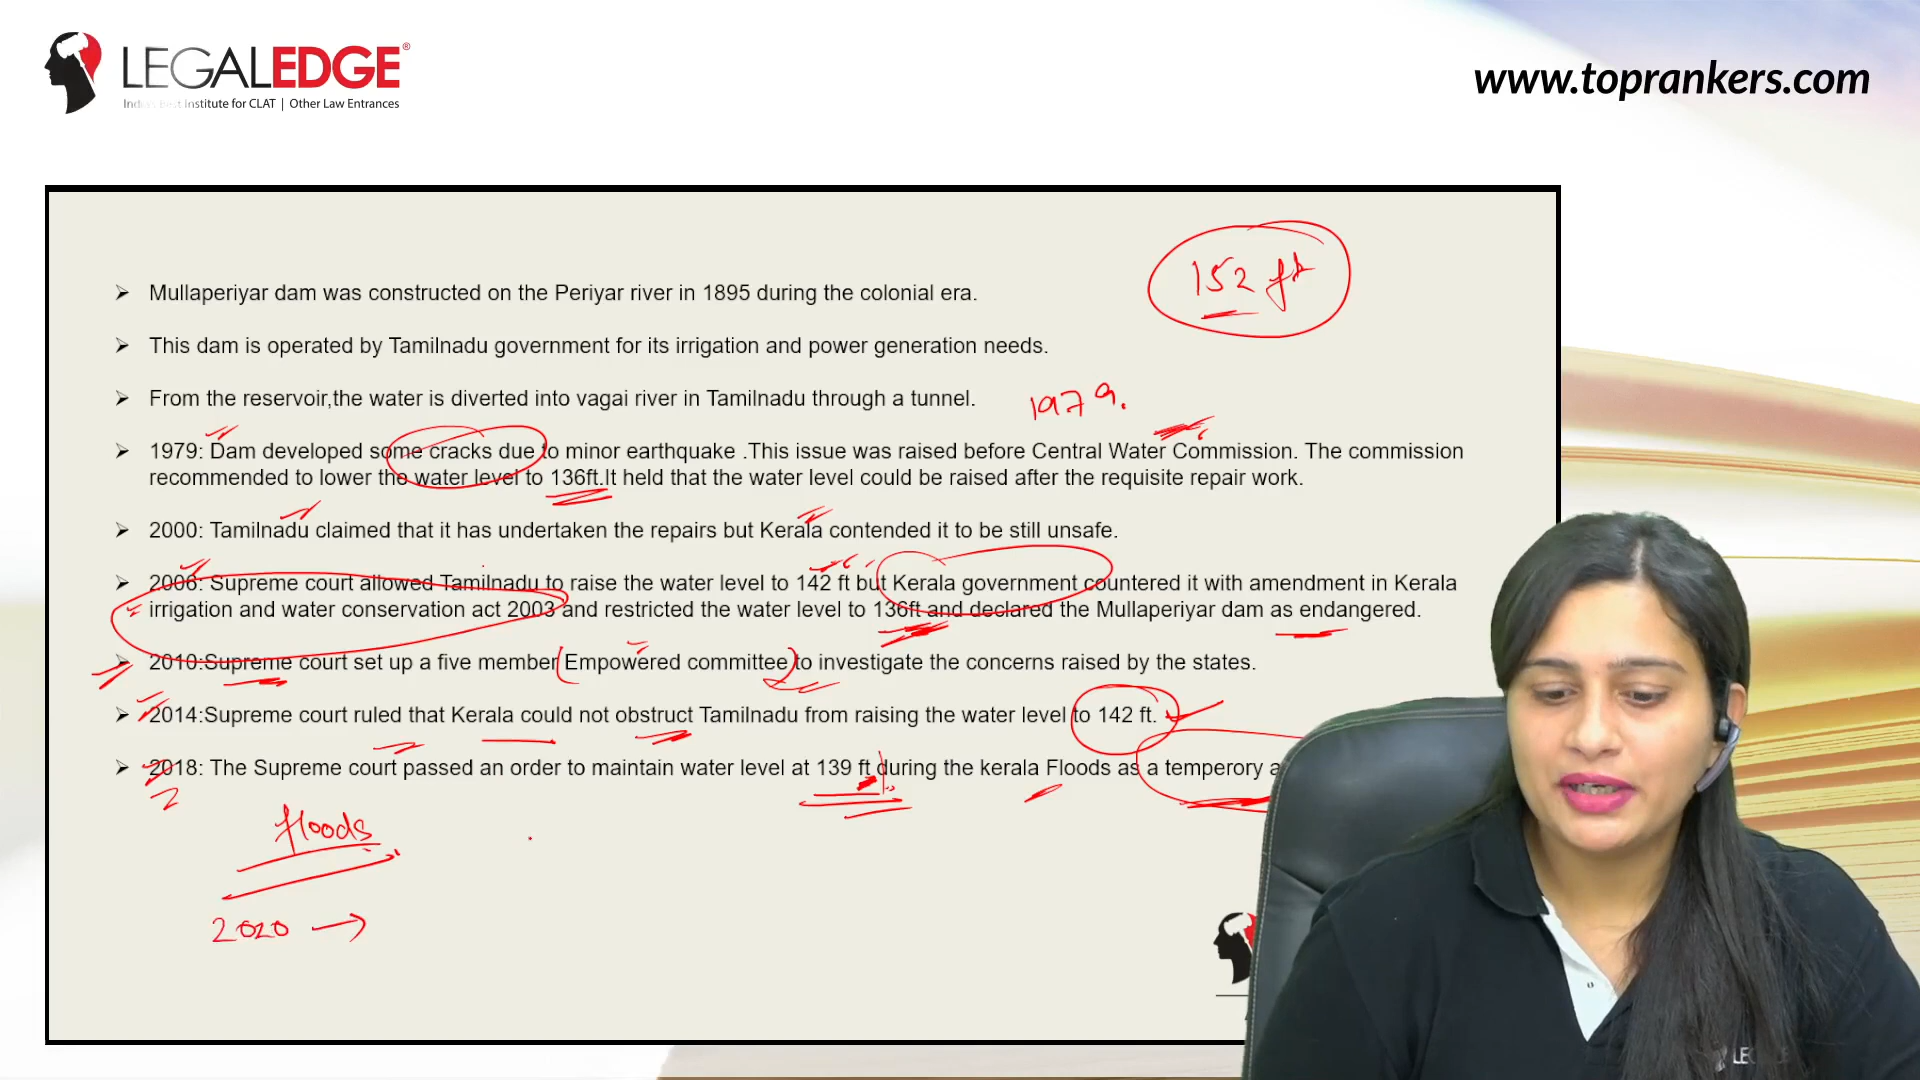 LEGALEDGE®
India's Best Institute for CLAT | Other Law Entrances
www.toprankers.com
152 ft
➢ Mullaperiyar dam was constructed on the Periyar river in 1895 during the colonial era.
➢ This dam is operated by Tamilnadu government for its irrigation and power generation needs.
➢ From the reservoir,the water is diverted into vagai river in Tamilnadu through a tunnel.
1979.
➢ 1979: Dam developed some cracks due to minor earthquake .This issue was raised before Central Water Commission. The commission
recommended to lower the water level to 136ft.It held that the water level could be raised after the requisite repair work.
➢ 2000: Tamilnadu claimed that it has undertaken the repairs but Kerala contended it to be still unsafe.
➢ 2006: Supreme court allowed Tamilnadu to raise the water level to 142 ft but Kerala government countered it with amendment in Kerala
irrigation and water conservation act 2003 and restricted the water level to 136ft and declared the Mullaperiyar dam as endangered.
➢ 2010:Supreme court set up a five member Empowered committee to investigate the concerns raised by the states.
➢ 2014:Supreme court ruled that Kerala could not obstruct Tamilnadu from raising the water level to 142 ft.
➢ 2018: The Supreme court passed an order to maintain water level at 139 ft during the kerala Floods as a temperory
floods
2020 →